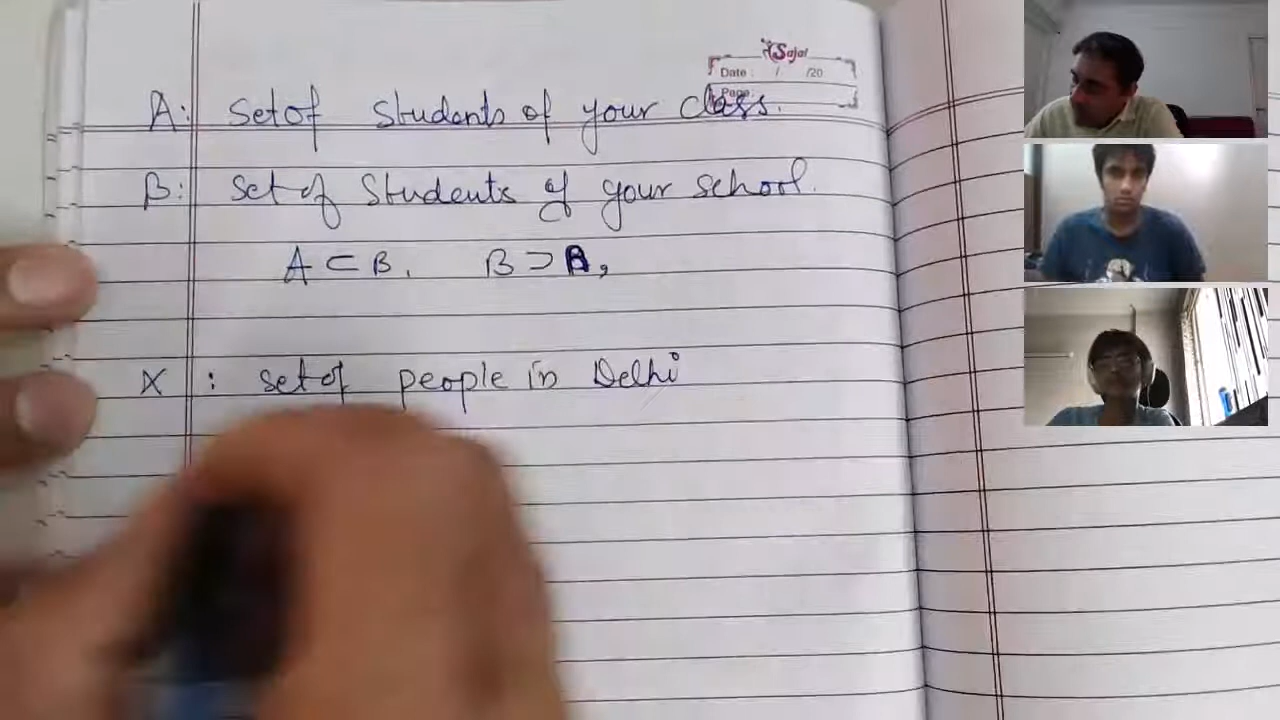 Sajal
Date : / /20
Page:
A: Set of students of your class.
B: Set of Students of your school.
A ⊂ B, B ⊃ A,
X : set of people in Delhi